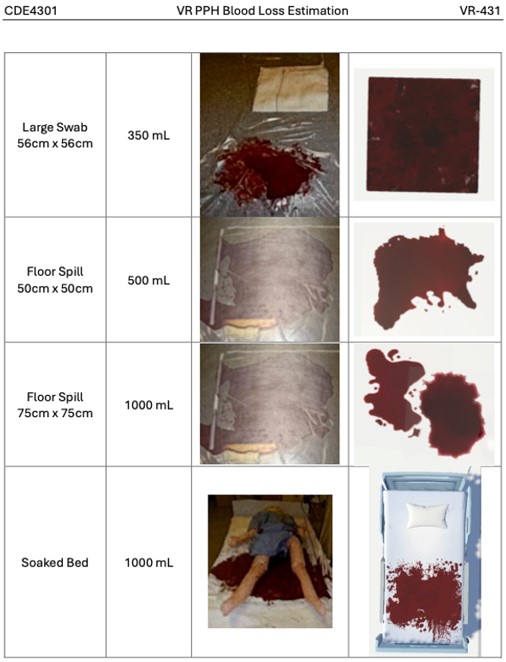 CDE4301 VR PPH Blood Loss Estimation VR-431
Large Swab
56cm x 56cm
350 mL
Floor Spill
50cm x 50cm
500 mL
Floor Spill
75cm x 75cm
1000 mL
Soaked Bed
1000 mL